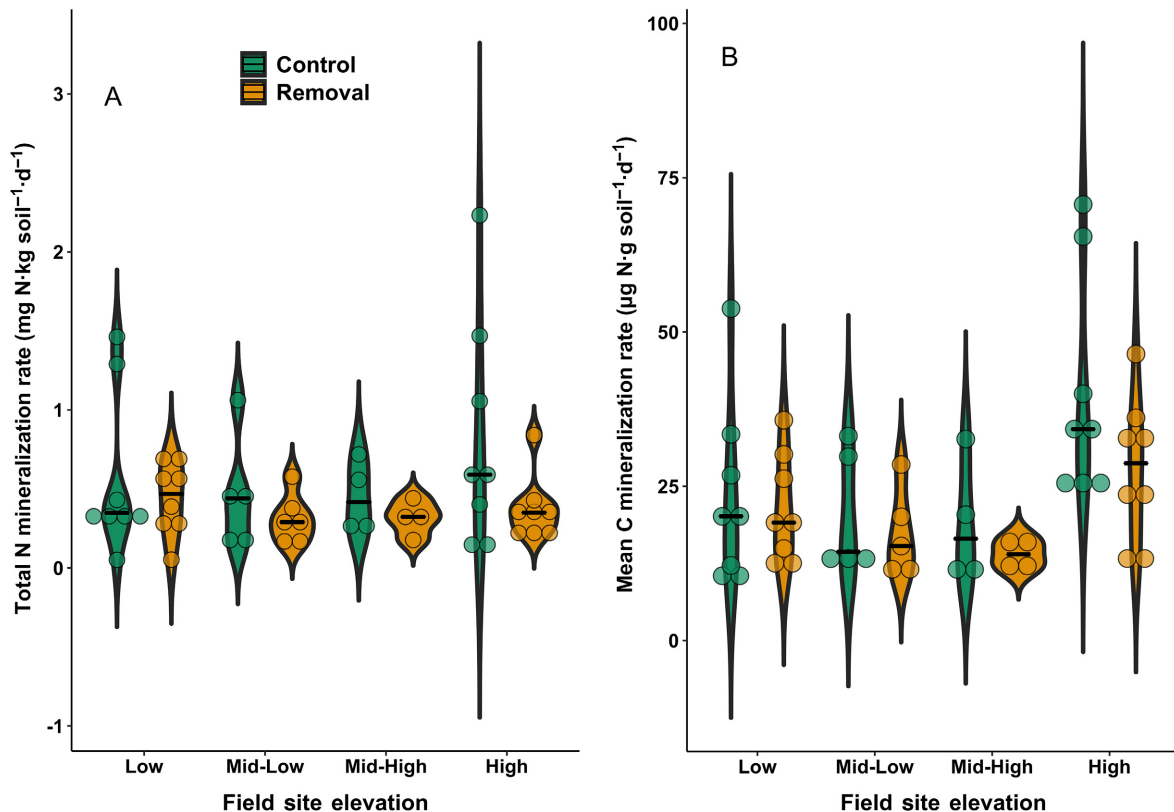 A
Control
Removal
Total N mineralization rate (mg N·kg soil⁻¹·d⁻¹)
3
2
1
0
-1
Low Mid-Low Mid-High High
Field site elevation
B
Mean C mineralization rate (µg N·g soil⁻¹·d⁻¹)
100
75
50
25
0
Low Mid-Low Mid-High High
Field site elevation